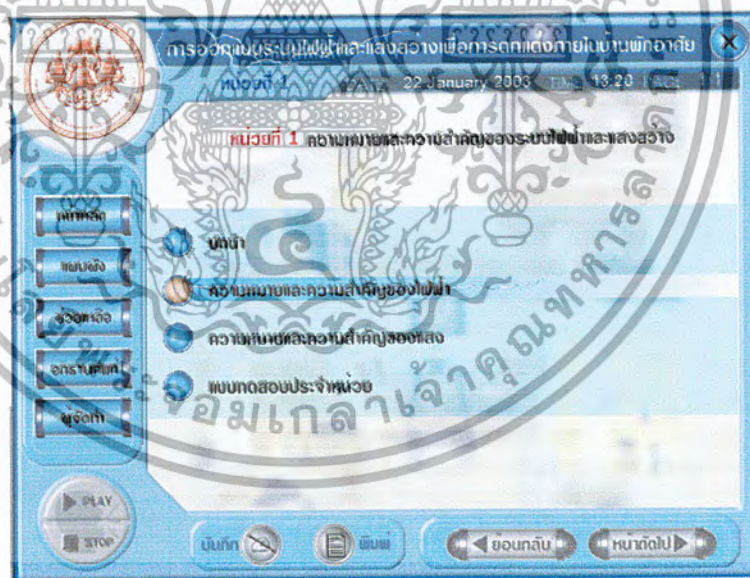 การออกแบบระบบไฟฟ้าและแสงสว่างเพื่อการตกแต่งภายในบ้านพักอาศัย X
หน่วยที่ 1 DATE: 22 January 2003 TIME: 13:20 PAGE: 1/1
หน่วยที่ 1 ความหมายและความสำคัญของระบบไฟฟ้าและแสงสว่าง
หน้าหลัก
บทนำ
แผนผัง
ความหมายและความสำคัญของไฟฟ้า
ช่วยเหลือ
ความหมายและความสำคัญของแสง
อภิธานศัพท์
แบบทดสอบประจำหน่วย
ผู้จัดทำ
PLAY
STOP
บันทึก
พิมพ์
ย้อนกลับ
หน้าถัดไป
พระจอมเกล้าเจ้าคุณทหารลาด